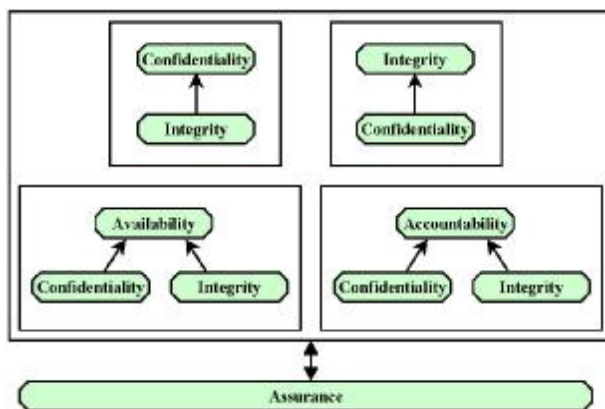 Confidentiality
Integrity
Integrity
Confidentiality
Availability
Confidentiality
Integrity
Accountability
Confidentiality
Integrity
Assurance